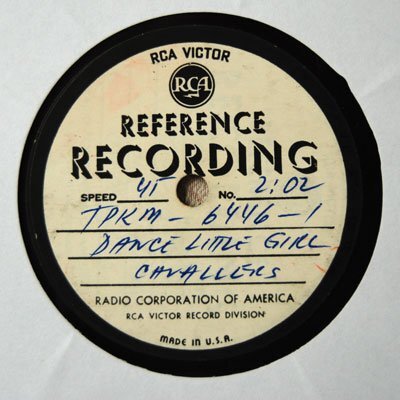 RCA VICTOR
RCA
REFERENCE
RECORDING
SPEED 45 NO. 2:02
TPKM - 6446-1
DANCE LITTLE GIRL
CAVALLERS
RADIO CORPORATION OF AMERICA
RCA VICTOR RECORD DIVISION
MADE IN U.S.A.